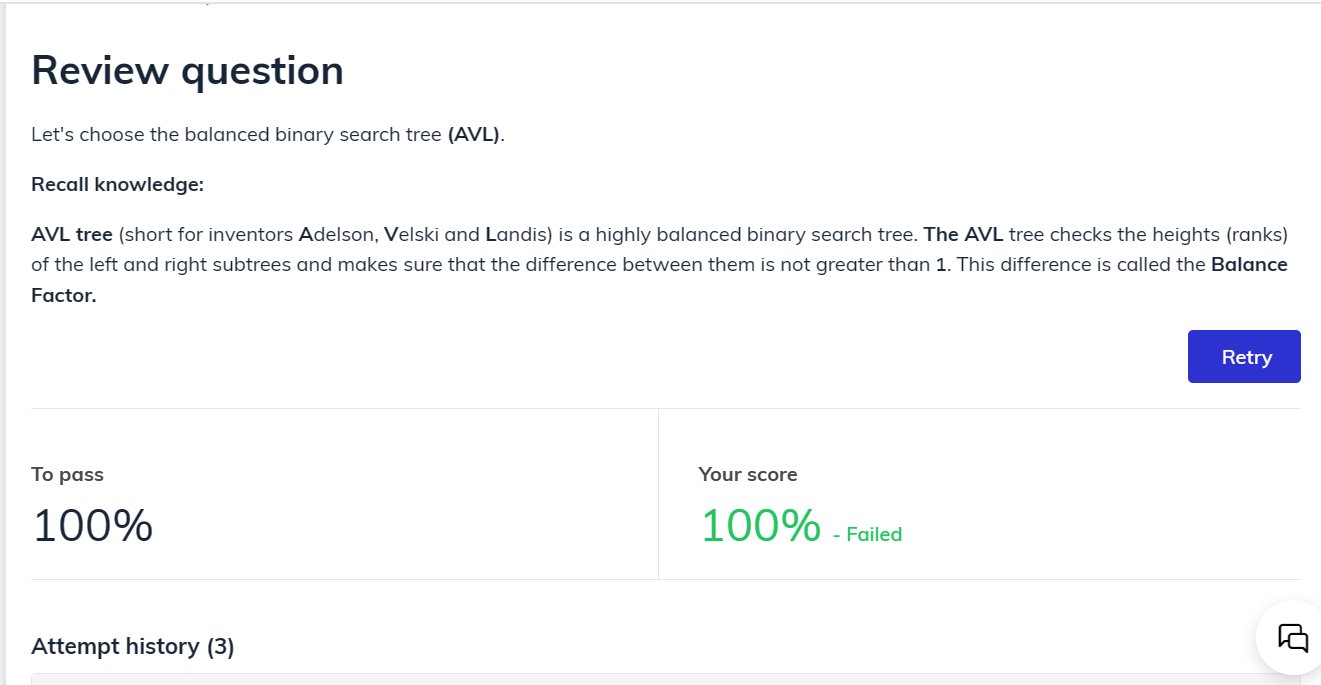 Review question
Let's choose the balanced binary search tree (AVL).
Recall knowledge:
AVL tree (short for inventors Adelson, Velski and Landis) is a highly balanced binary search tree. The AVL tree checks the heights (ranks)
of the left and right subtrees and makes sure that the difference between them is not greater than 1. This difference is called the Balance
Factor.
Retry
To pass
Your score
100%
100% - Failed
Attempt history (3)